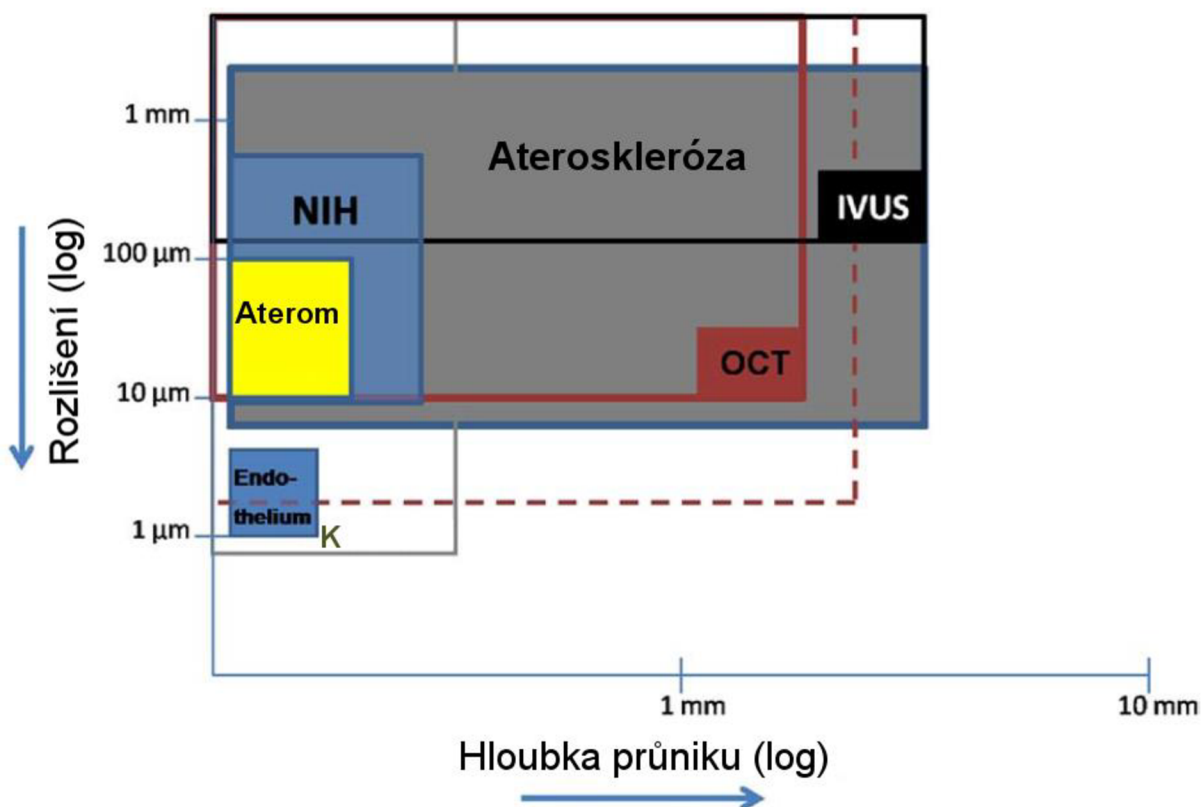 1 mm
Ateroskleróza
NIH
IVUS
100 µm
Aterom
OCT
10 µm
Endo-
thelium
K
1 µm
Rozlišení (log)
1 mm
10 mm
Hloubka průniku (log)